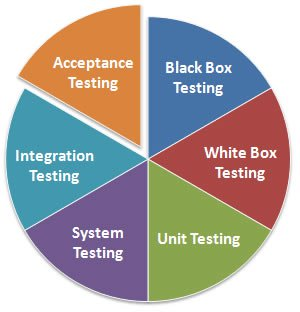 Acceptance
Testing
Black Box
Testing
Integration
Testing
White Box
Testing
System
Testing
Unit Testing